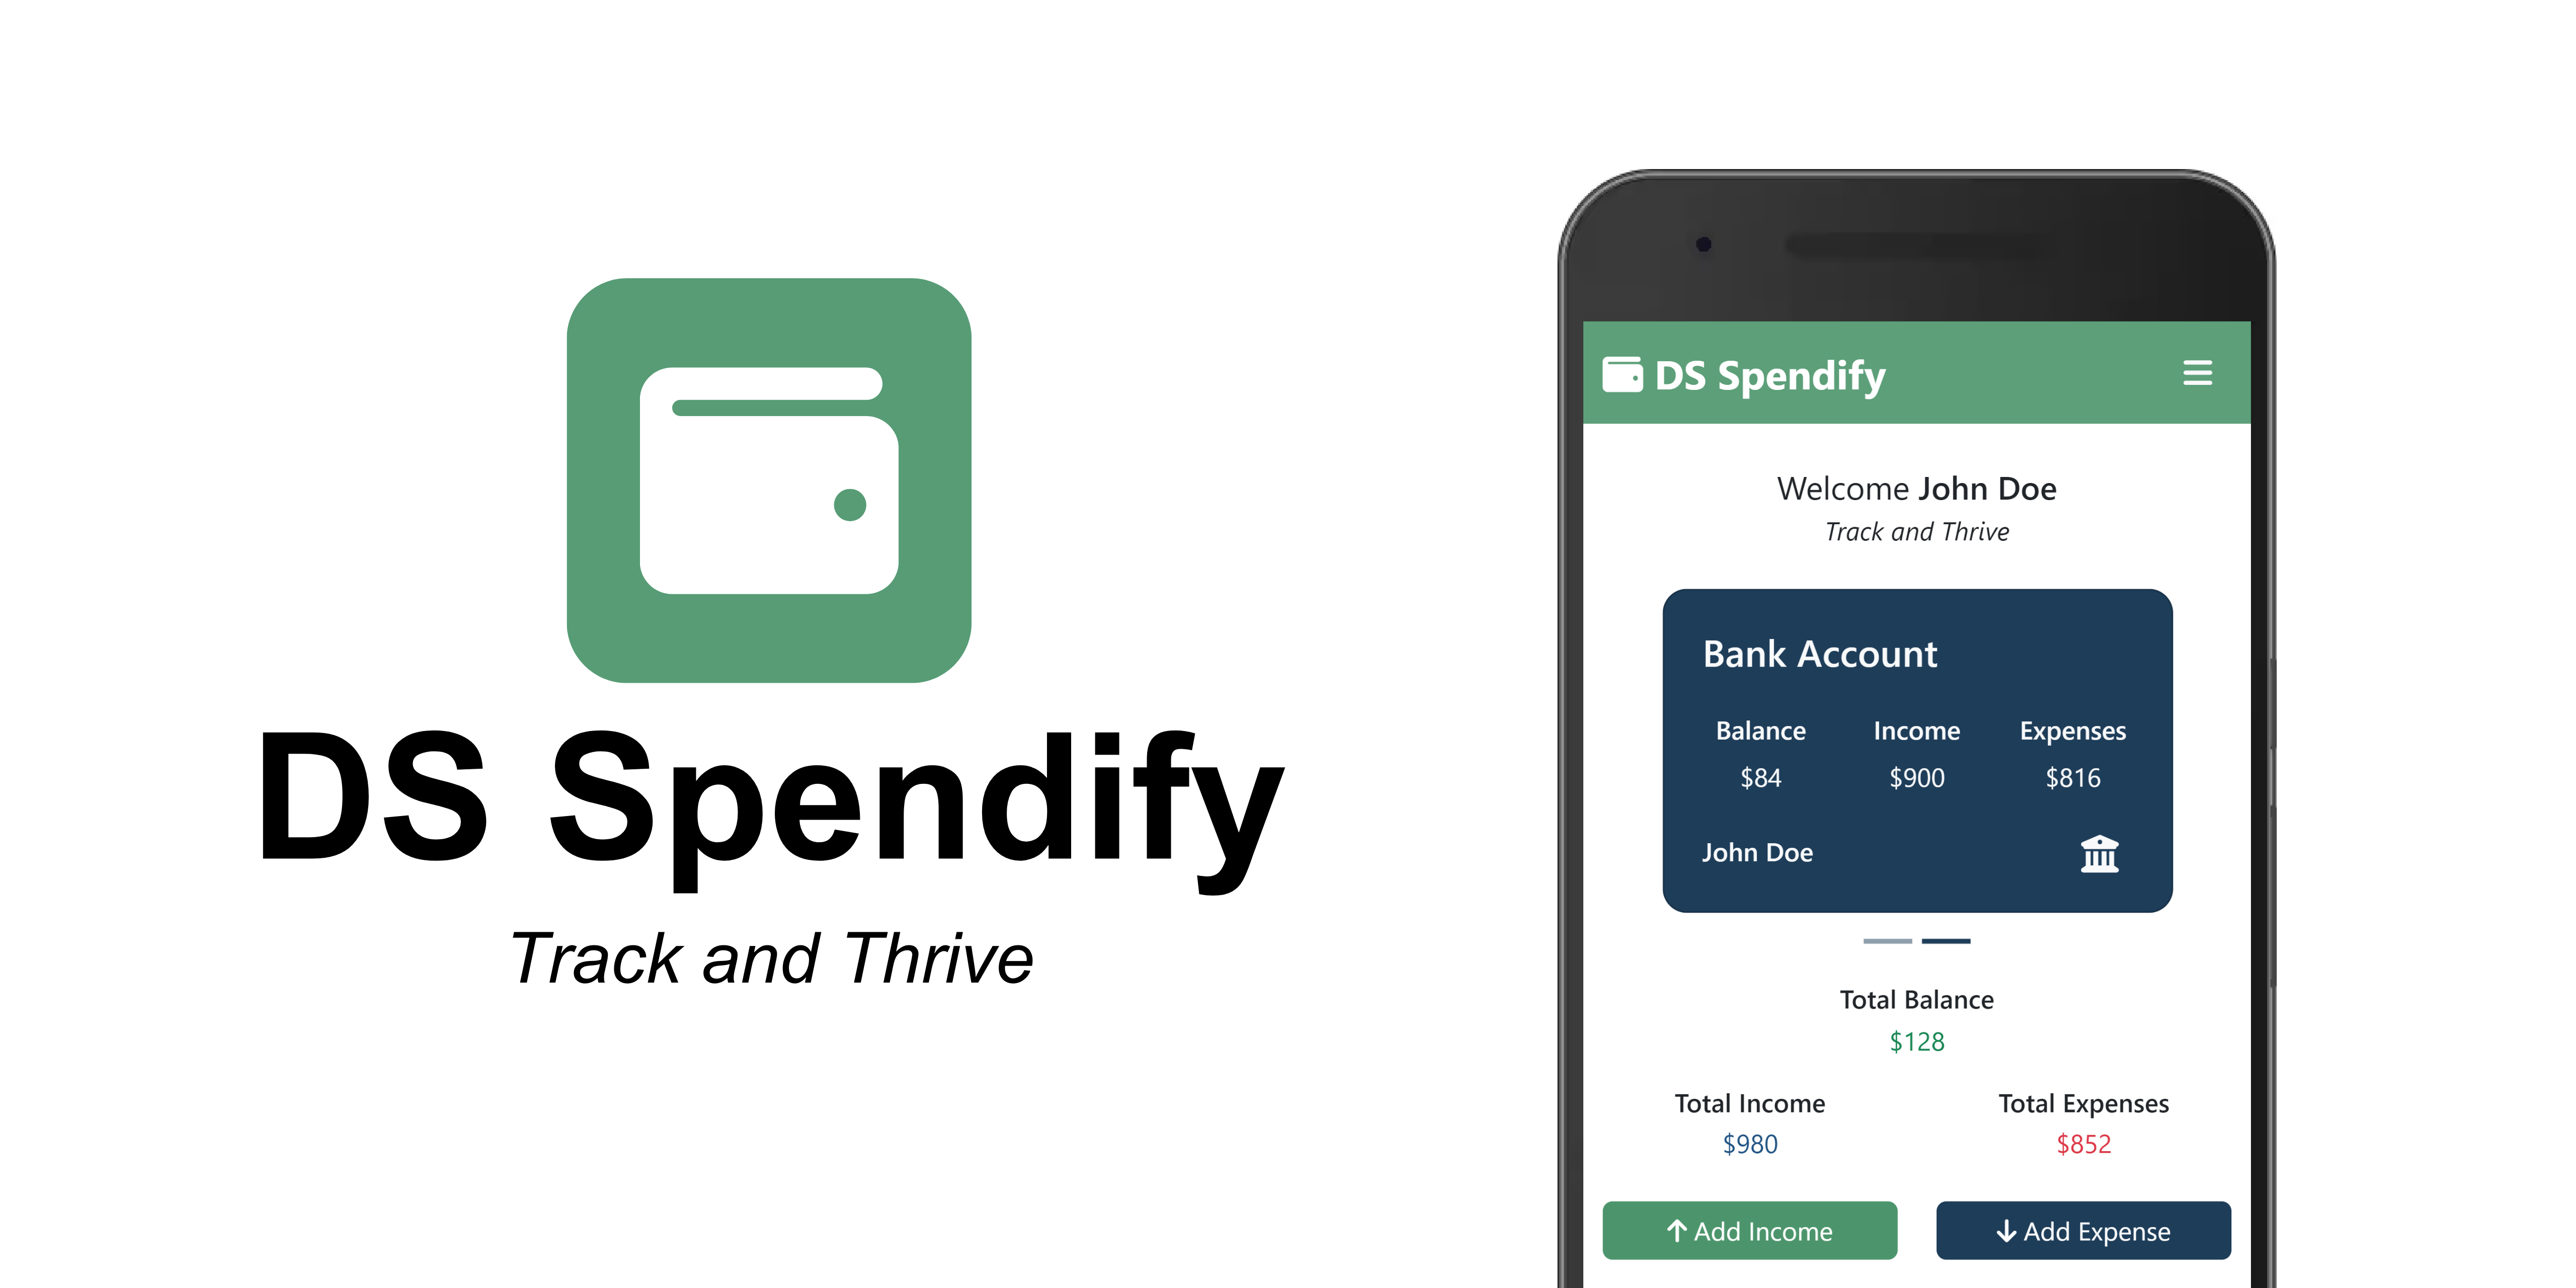 DS Spendify
Track and Thrive
DS Spendify
Welcome John Doe
Track and Thrive
Bank Account
Balance Income Expenses
$84 $900 $816
John Doe
Total Balance
$128
Total Income Total Expenses
$980 $852
Add Income Add Expense